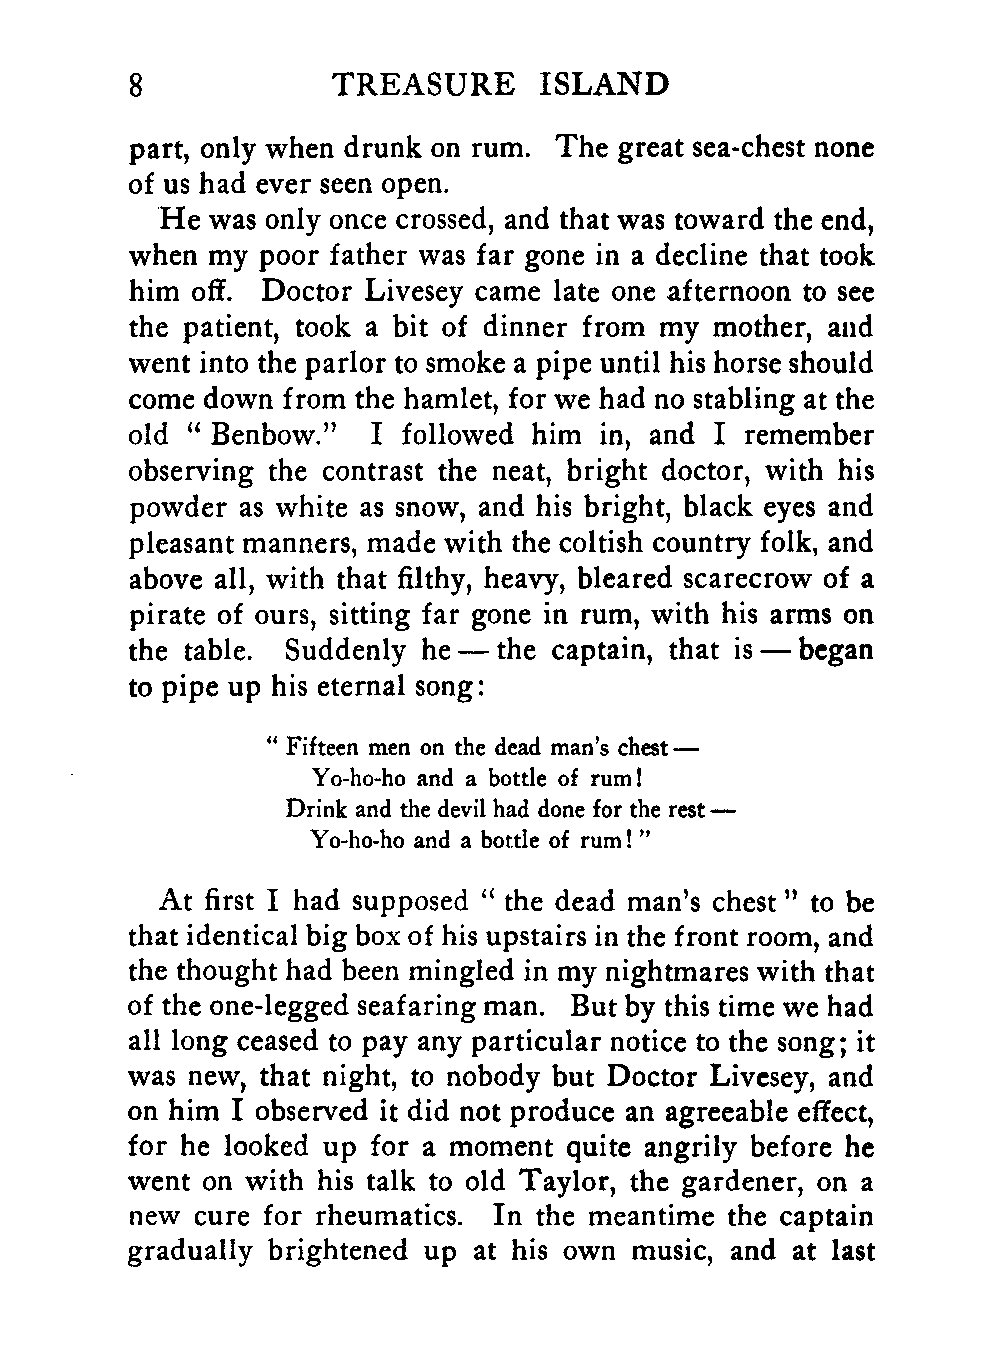 8 TREASURE ISLAND
part, only when drunk on rum. The great sea-chest none
of us had ever seen open.
He was only once crossed, and that was toward the end,
when my poor father was far gone in a decline that took
him off. Doctor Livesey came late one afternoon to see
the patient, took a bit of dinner from my mother, and
went into the parlor to smoke a pipe until his horse should
come down from the hamlet, for we had no stabling at the
old “ Benbow.” I followed him in, and I remember
observing the contrast the neat, bright doctor, with his
powder as white as snow, and his bright, black eyes and
pleasant manners, made with the coltish country folk, and
above all, with that filthy, heavy, bleared scarecrow of a
pirate of ours, sitting far gone in rum, with his arms on
the table. Suddenly he — the captain, that is — began
to pipe up his eternal song:
“ Fifteen men on the dead man’s chest —
Yo-ho-ho and a bottle of rum!
Drink and the devil had done for the rest —
Yo-ho-ho and a bottle of rum! ”
At first I had supposed “ the dead man’s chest ” to be
that identical big box of his upstairs in the front room, and
the thought had been mingled in my nightmares with that
of the one-legged seafaring man. But by this time we had
all long ceased to pay any particular notice to the song; it
was new, that night, to nobody but Doctor Livesey, and
on him I observed it did not produce an agreeable effect,
for he looked up for a moment quite angrily before he
went on with his talk to old Taylor, the gardener, on a
new cure for rheumatics. In the meantime the captain
gradually brightened up at his own music, and at last